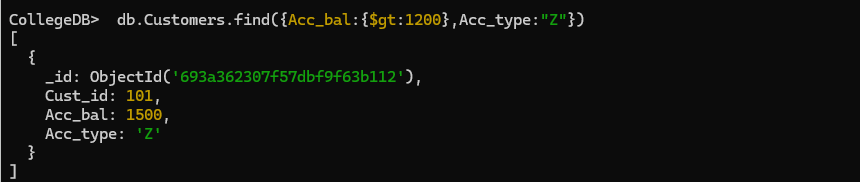 CollegeDB>  db.Customers.find({Acc_bal:{$gt:1200},Acc_type:"Z"})
[
  {
    _id: ObjectId('693a362307f57dbf9f63b112'),
    Cust_id: 101,
    Acc_bal: 1500,
    Acc_type: 'Z'
  }
]